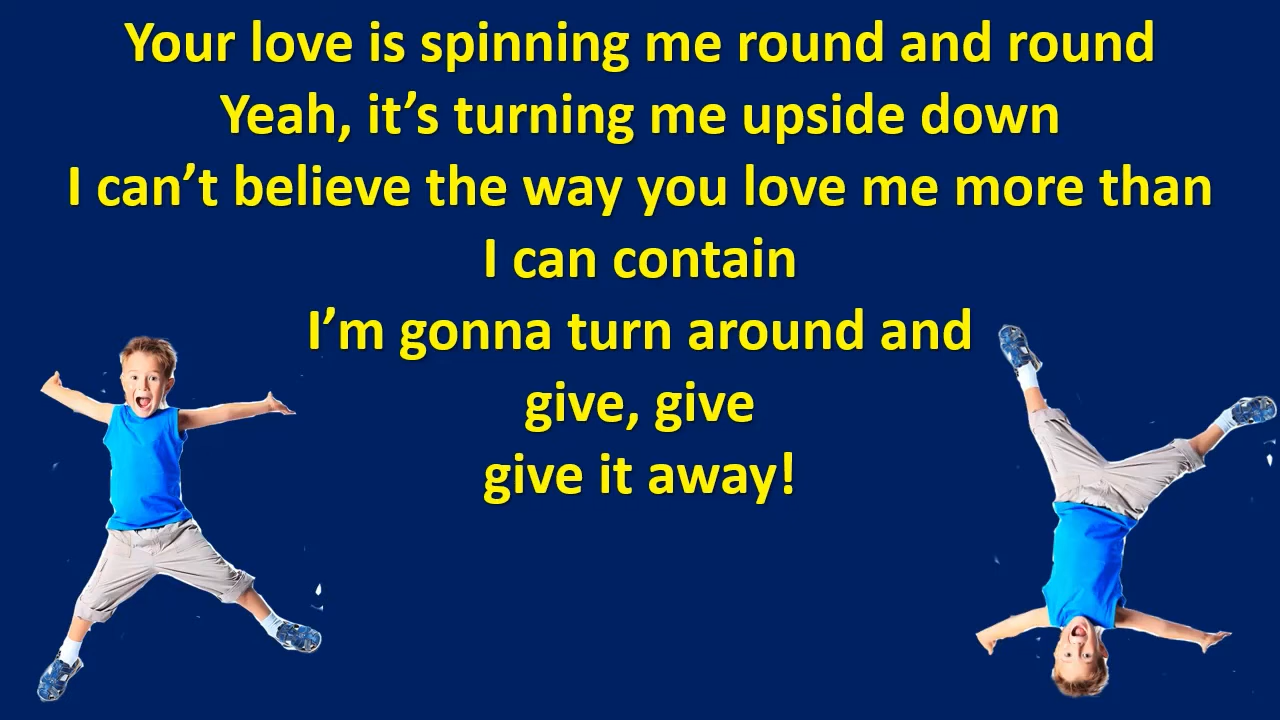 Your love is spinning me round and round
Yeah, it’s turning me upside down
I can’t believe the way you love me more than
I can contain
I’m gonna turn around and
give, give
give it away!